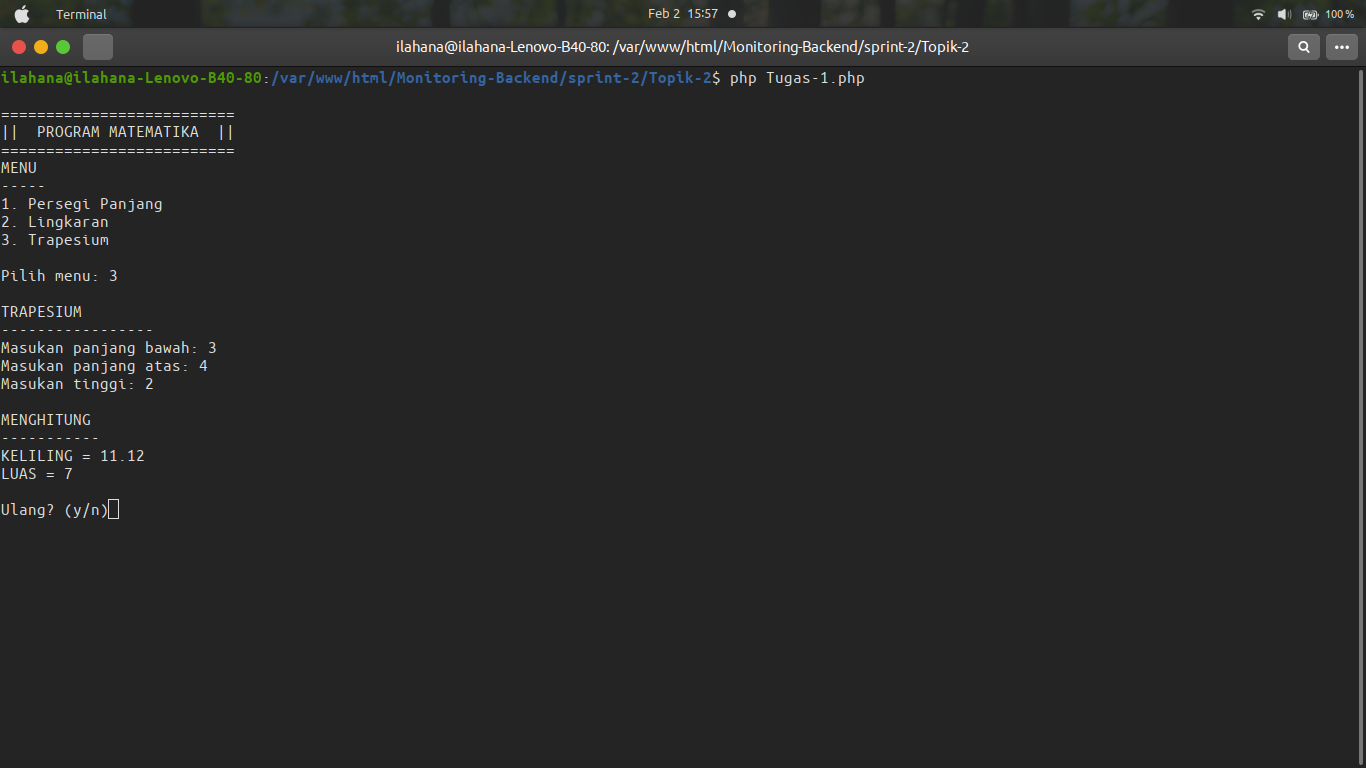 Terminal
Feb 2 15:57
100 %
ilahana@ilahana-Lenovo-B40-80: /var/www/html/Monitoring-Backend/sprint-2/Topik-2
ilahana@ilahana-Lenovo-B40-80:/var/www/html/Monitoring-Backend/sprint-2/Topik-2$ php Tugas-1.php
==========================
||  PROGRAM MATEMATIKA  ||
==========================
MENU
-----
1. Persegi Panjang
2. Lingkaran
3. Trapesium
Pilih menu: 3
TRAPESIUM
-----------------
Masukan panjang bawah: 3
Masukan panjang atas: 4
Masukan tinggi: 2
MENGHITUNG
-----------
KELILING = 11.12
LUAS = 7
Ulang? (y/n)